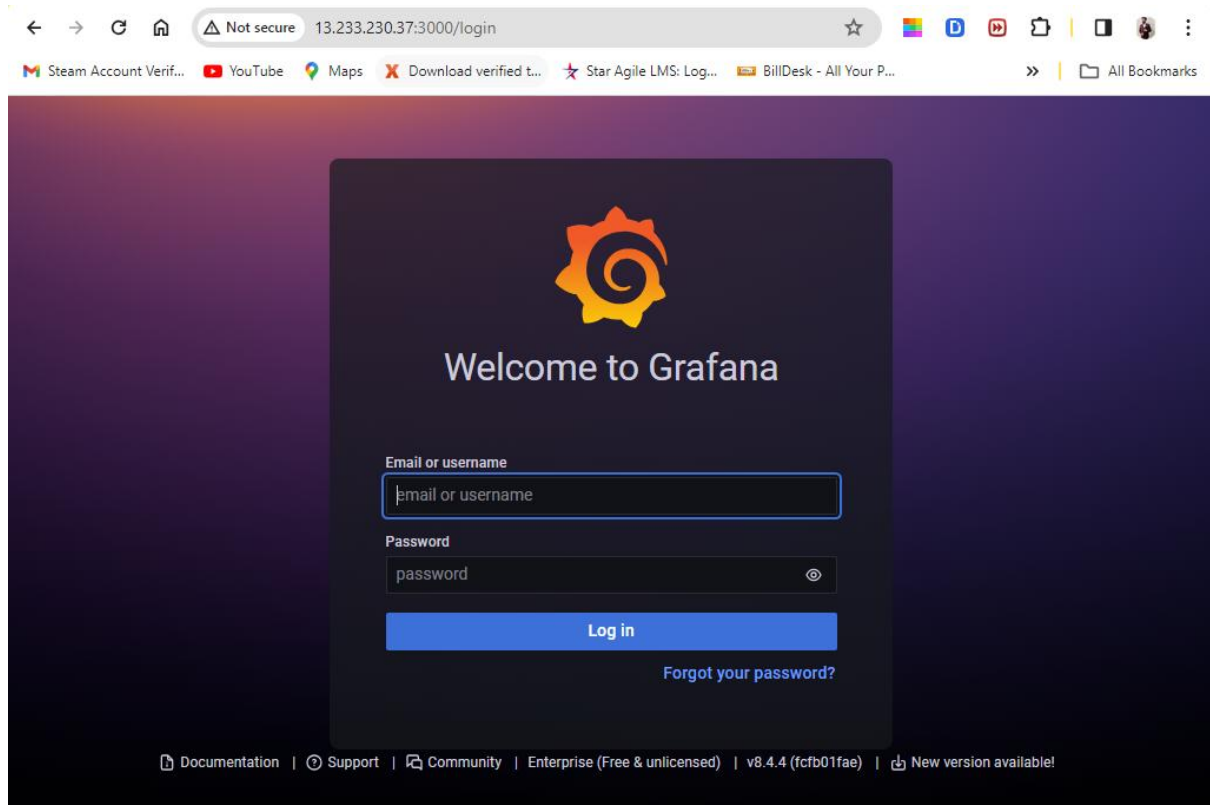 Not secure 13.233.230.37:3000/login
Steam Account Verif... YouTube Maps Download verified t... Star Agile LMS: Log... BillDesk - All Your P... » All Bookmarks
Welcome to Grafana
Email or username
email or username
Password
password
Log in
Forgot your password?
Documentation | Support | Community | Enterprise (Free & unlicensed) | v8.4.4 (fcfb01fae) | New version available!